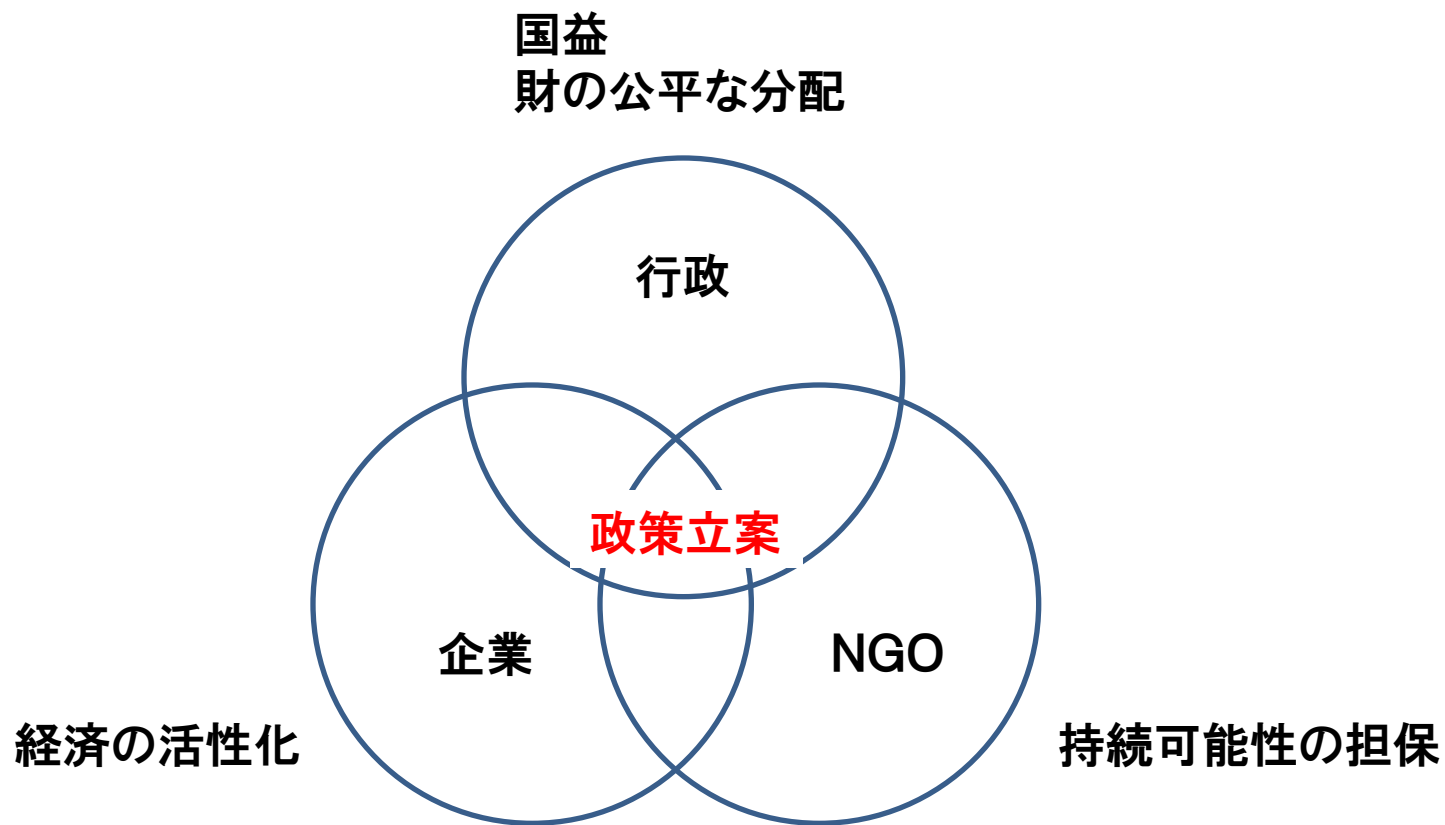 国益
財の公平な分配
行政
政策立案
企業
NGO
経済の活性化
持続可能性の担保